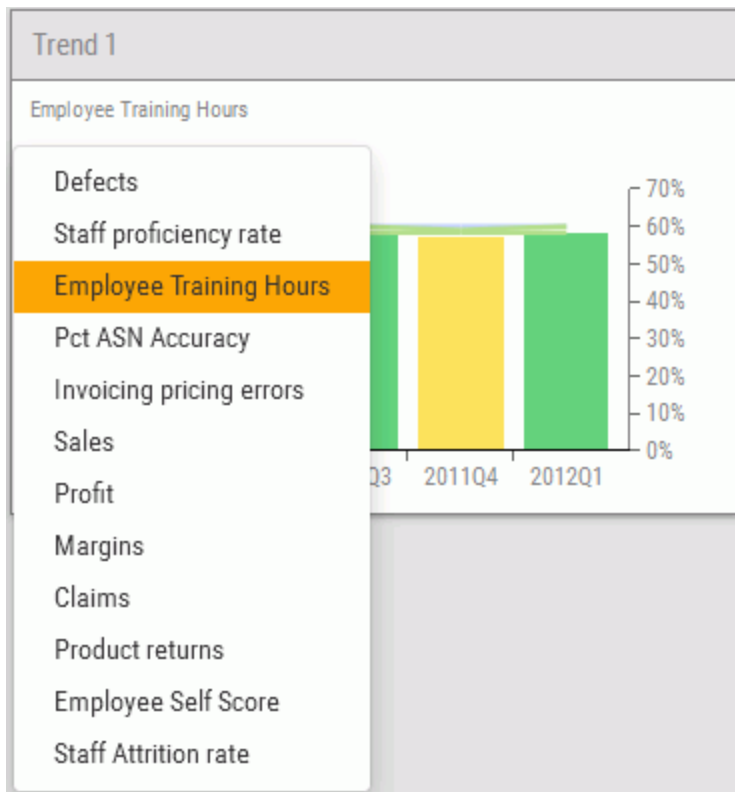 Trend 1
Employee Training Hours
Defects
Staff proficiency rate
Employee Training Hours
Pct ASN Accuracy
Invoicing pricing errors
Sales
Profit
Margins
Claims
Product returns
Employee Self Score
Staff Attrition rate
70%
60%
50%
40%
30%
20%
10%
0%
Q3 2011Q4 2012Q1